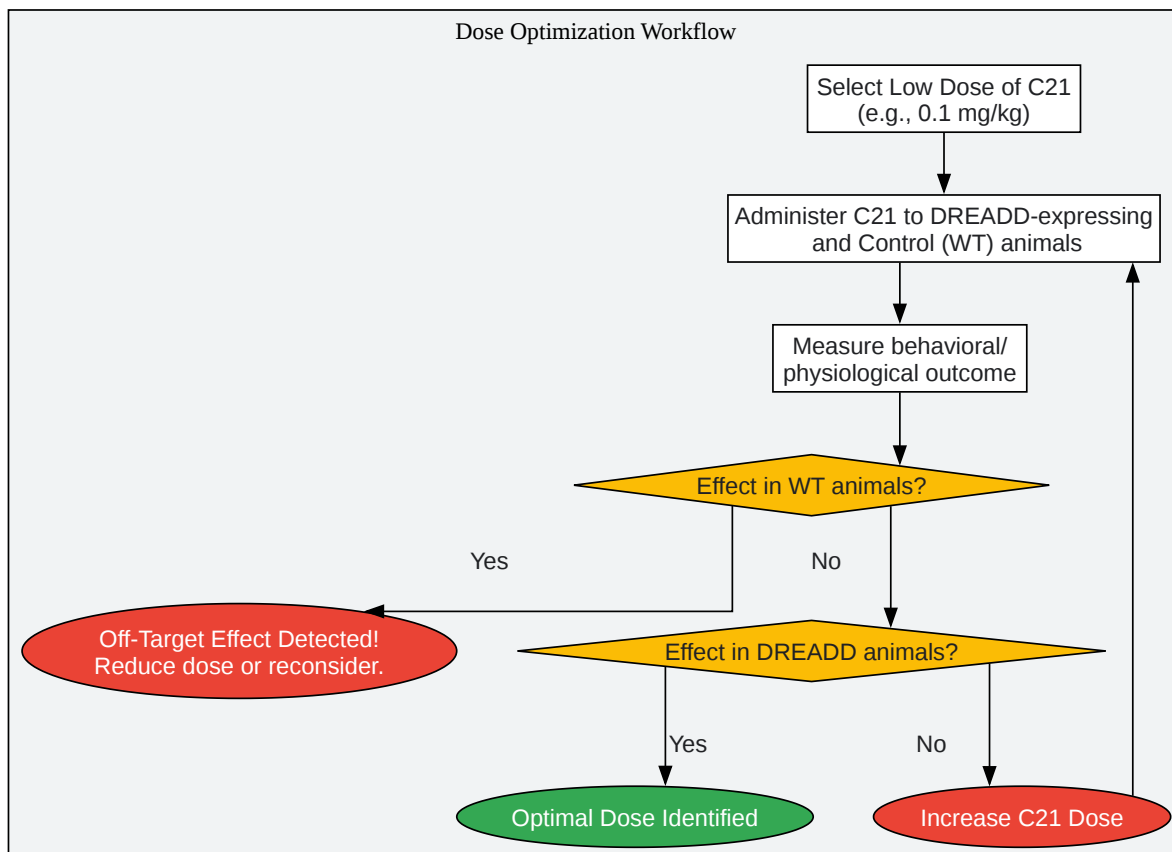 Dose Optimization Workflow
Select Low Dose of C21
(e.g., 0.1 mg/kg)
Administer C21 to DREADD-expressing
and Control (WT) animals
Measure behavioral/
physiological outcome
Effect in WT animals?
Yes
No
Off-Target Effect Detected!
Reduce dose or reconsider.
Effect in DREADD animals?
Yes
No
Optimal Dose Identified
Increase C21 Dose